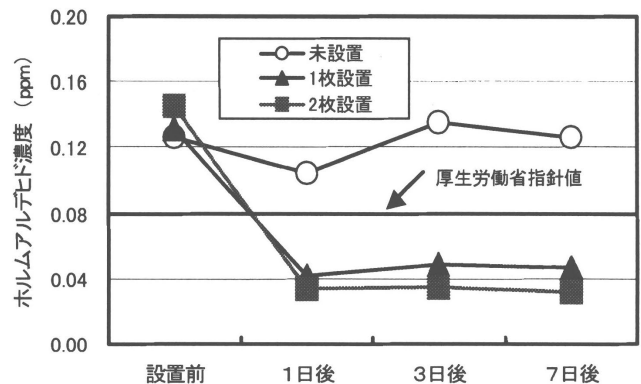 ホルムアルデヒド濃度 (ppm)
0.20
0.16
0.12
0.08
0.04
0.00
未設置
1枚設置
2枚設置
厚生労働省指針値
設置前 1日後 3日後 7日後